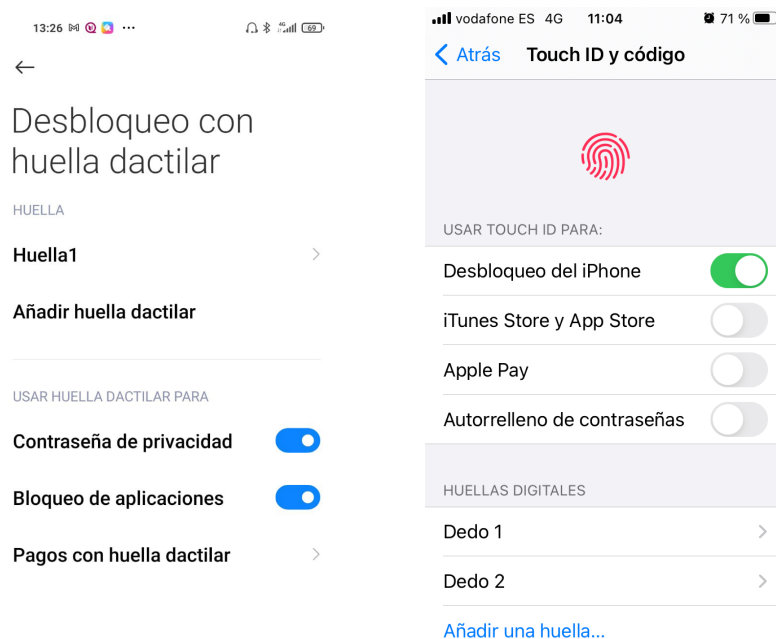 13:26 4G 69
Desbloqueo con
huella dactilar
HUELLA
Huella1
Añadir huella dactilar
USAR HUELLA DACTILAR PARA
Contraseña de privacidad
Bloqueo de aplicaciones
Pagos con huella dactilar
vodafone ES 4G 11:04 71 %
Atrás Touch ID y código
USAR TOUCH ID PARA:
Desbloqueo del iPhone
iTunes Store y App Store
Apple Pay
Autorrelleno de contraseñas
HUELLAS DIGITALES
Dedo 1
Dedo 2
Añadir una huella...